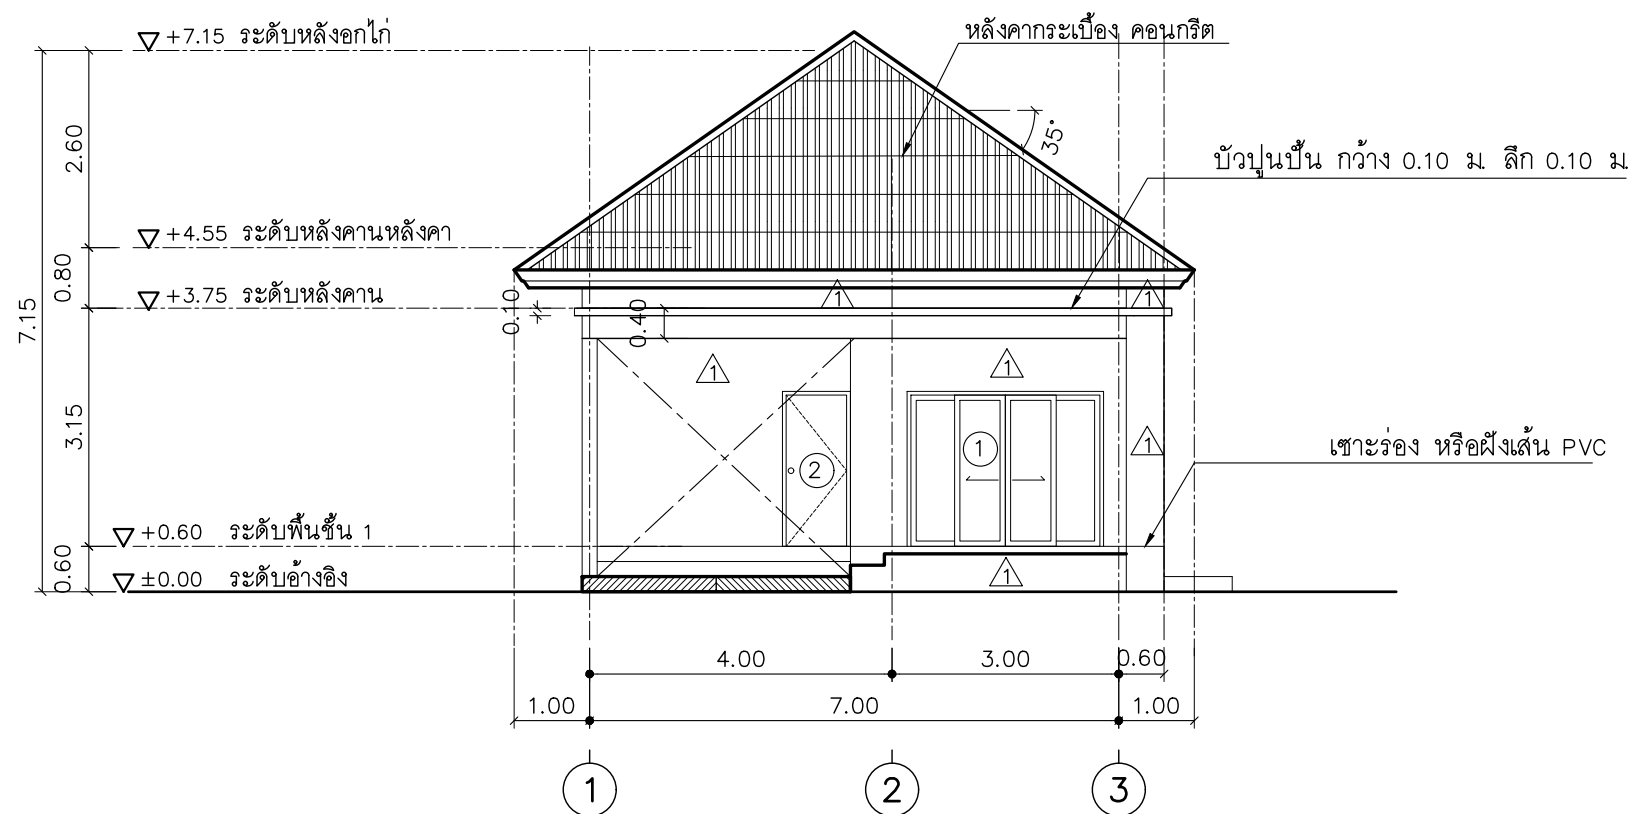 +7.15 ระดับหลังอกไก่
หลังคากระเบื้อง คอนกรีต
35°
2.60
บัวปูนปั้น กว้าง 0.10 ม. ลึก 0.10 ม.
+4.55 ระดับหลังคานหลังคา
0.80
+3.75 ระดับหลังคาน
0.10
0.40
1
1
7.15
3.15
1
1
1
2
1
เซาะร่อง หรือฝังเส้น PVC
+0.60 ระดับพื้นชั้น 1
0.60
±0.00 ระดับอ้างอิง
1
4.00 3.00 0.60
1.00 7.00 1.00
1 2 3